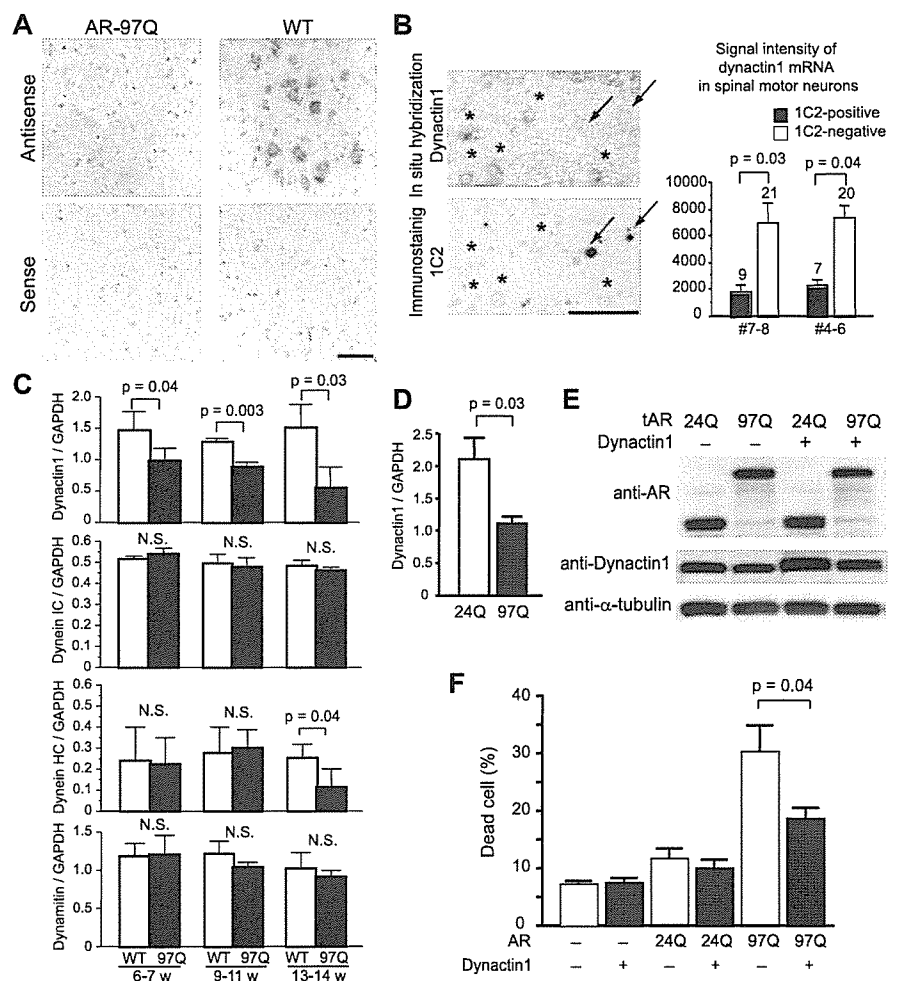 A
AR-97Q
WT
Antisense
Sense
B
In situ hybridization
Dynactin1
Immunostainig
1C2
* * * * *
* * * * *
Signal intensity of
dynactin1 mRNA
in spinal motor neurons
1C2-positive
1C2-negative
p = 0.03
p = 0.04
10000
8000
6000
4000
2000
0
9
21
7
20
#7-8
#4-6
C
Dynactin1 / GAPDH
2.0
1.5
1.0
0.5
0
p = 0.04
p = 0.003
p = 0.03
Dynein IC / GAPDH
0.6
0.5
0.4
0.3
0.2
0.1
0
N.S.
N.S.
N.S.
Dynein HC / GAPDH
0.6
0.5
0.4
0.3
0.2
0.1
0
N.S.
N.S.
p = 0.04
Dynamitin / GAPDH
1.5
1.0
0.5
0
N.S.
N.S.
N.S.
WT 97Q WT 97Q WT 97Q
6-7 w 9-11 w 13-14 w
D
Dynactin1 / GAPDH
2.5
2.0
1.5
1.0
0.5
0
p = 0.03
24Q 97Q
E
tAR 24Q 97Q 24Q 97Q
Dynactin1 – – + +
anti-AR
anti-Dynactin1
anti-α-tubulin
F
Dead cell (%)
40
30
20
10
0
p = 0.04
AR – – 24Q 24Q 97Q 97Q
Dynactin1 – + – + – +